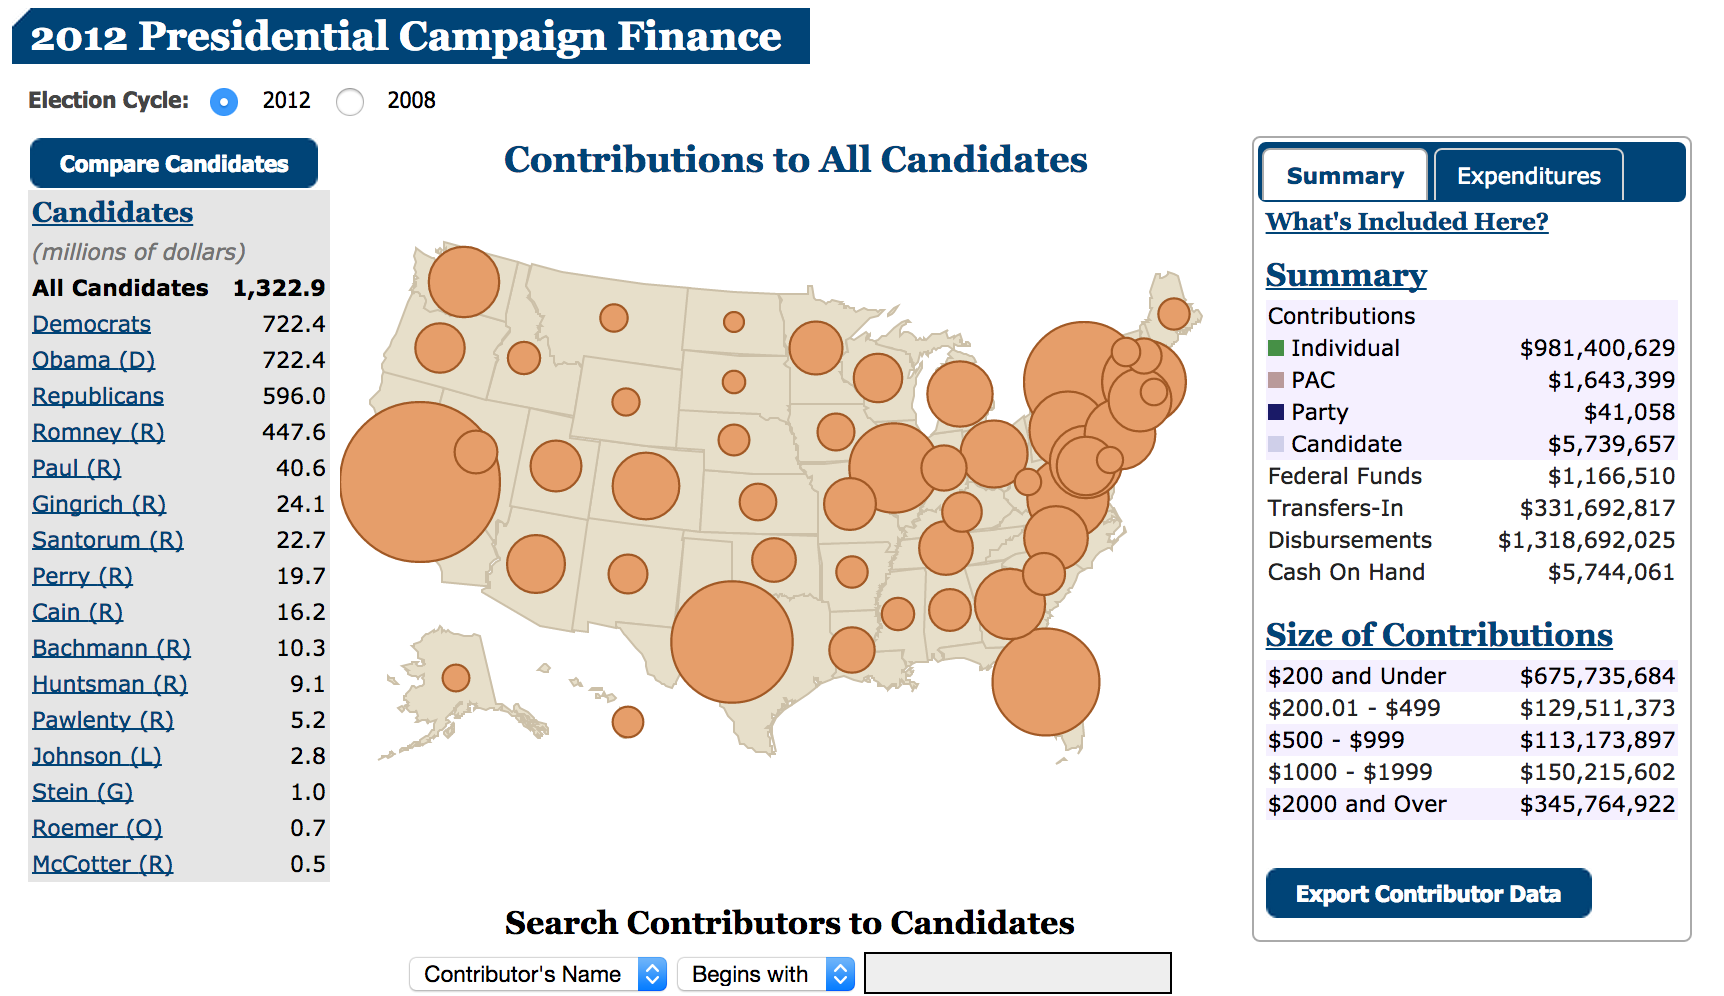 2012 Presidential Campaign Finance
Election Cycle: 2012 2008
Compare Candidates
Candidates
(millions of dollars)
All Candidates 1,322.9
Democrats 722.4
Obama (D) 722.4
Republicans 596.0
Romney (R) 447.6
Paul (R) 40.6
Gingrich (R) 24.1
Santorum (R) 22.7
Perry (R) 19.7
Cain (R) 16.2
Bachmann (R) 10.3
Huntsman (R) 9.1
Pawlenty (R) 5.2
Johnson (L) 2.8
Stein (G) 1.0
Roemer (O) 0.7
McCotter (R) 0.5
Contributions to All Candidates
Search Contributors to Candidates
Contributor's Name Begins with
Summary Expenditures
What's Included Here?
Summary
Contributions
Individual $981,400,629
PAC $1,643,399
Party $41,058
Candidate $5,739,657
Federal Funds $1,166,510
Transfers-In $331,692,817
Disbursements $1,318,692,025
Cash On Hand $5,744,061
Size of Contributions
$200 and Under $675,735,684
$200.01 - $499 $129,511,373
$500 - $999 $113,173,897
$1000 - $1999 $150,215,602
$2000 and Over $345,764,922
Export Contributor Data